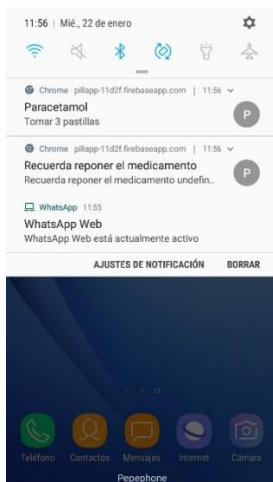 11:56 | Mié., 22 de enero
Chrome pillapp-11d2f.firebaseapp.com | 11:56
Paracetamol
Tomar 3 pastillas
P
Chrome pillapp-11d2f.firebaseapp.com | 11:56
Recuerda reponer el medicamento
Recuerda reponer el medicamento undefin..
P
WhatsApp 11:55
WhatsApp Web
WhatsApp Web está actualmente activo
AJUSTES DE NOTIFICACIÓN BORRAR
Teléfono Contactos Mensajes Internet Cámara
Pepephone